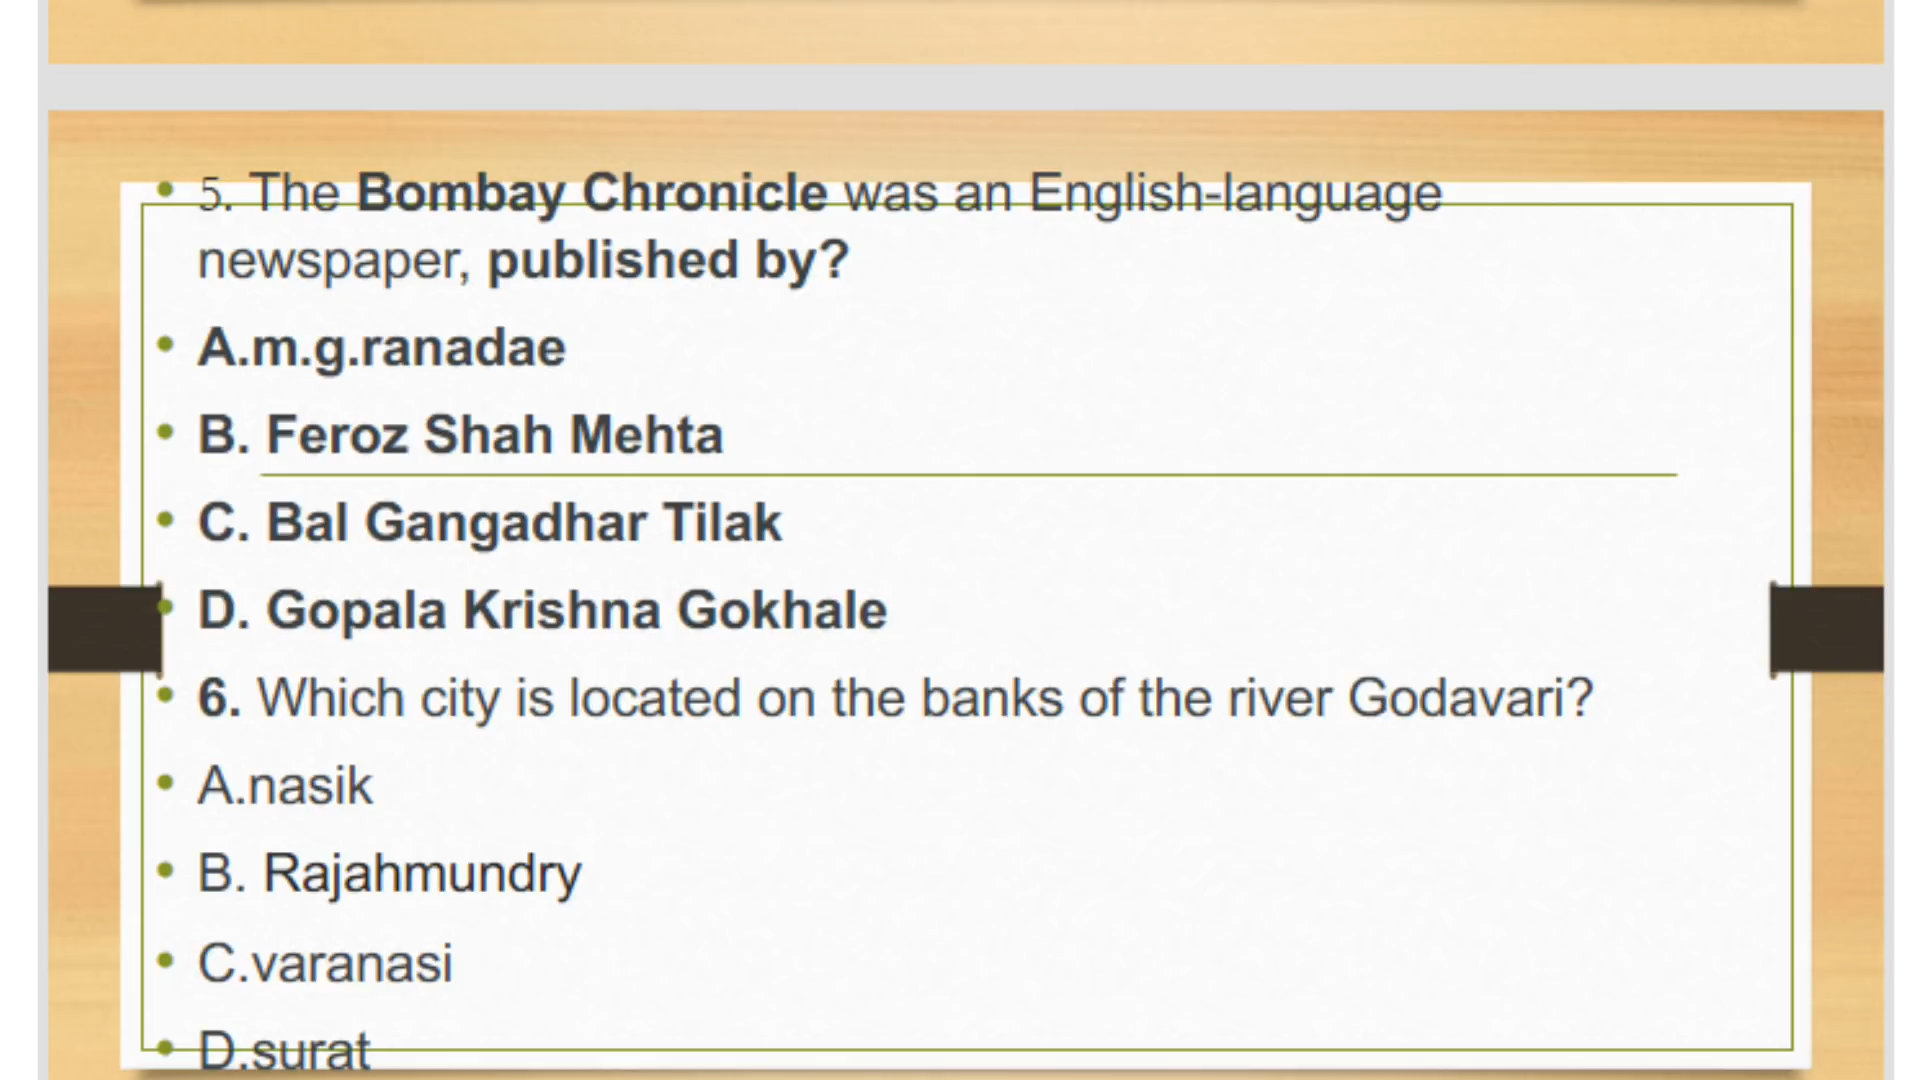 • 5. The Bombay Chronicle was an English-language
newspaper, published by?
• A.m.g.ranadae
• B. Feroz Shah Mehta
• C. Bal Gangadhar Tilak
• D. Gopala Krishna Gokhale
• 6. Which city is located on the banks of the river Godavari?
• A.nasik
• B. Rajahmundry
• C.varanasi
• D.surat